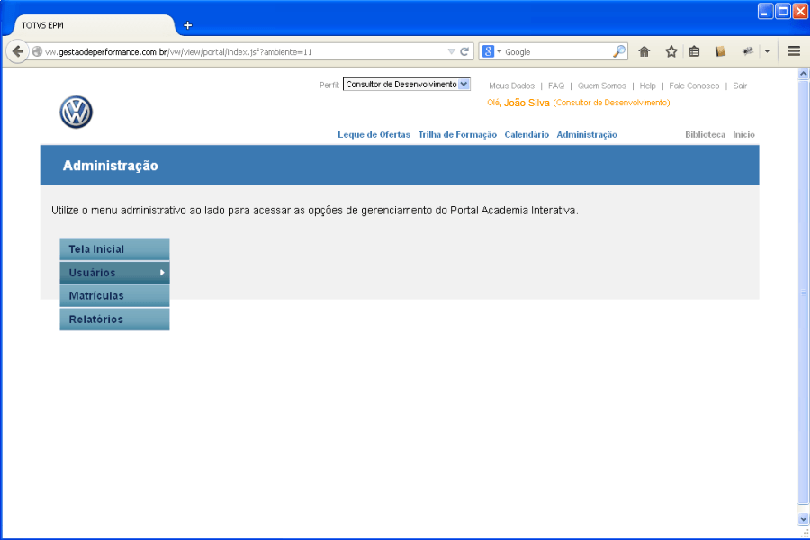 TOTVS EPM
vw.gestaodeperformance.com.br/vw/view/portal/index.js*?ambiente=11
Google
Perfil: Consultor de Desenvolvimento
Meus Dados | FAQ | Quem Somos | Help | Fale Conosco | Sair
Olá, João Silva (Consultor de Desenvolvimento)
Leque de Ofertas Trilha de Formação Calendário Administração Biblioteca Início
Administração
Utilize o menu administrativo ao lado para acessar as opções de gerenciamento do Portal Academia Interativa.
Tela Inicial
Usuários
Matrículas
Relatórios